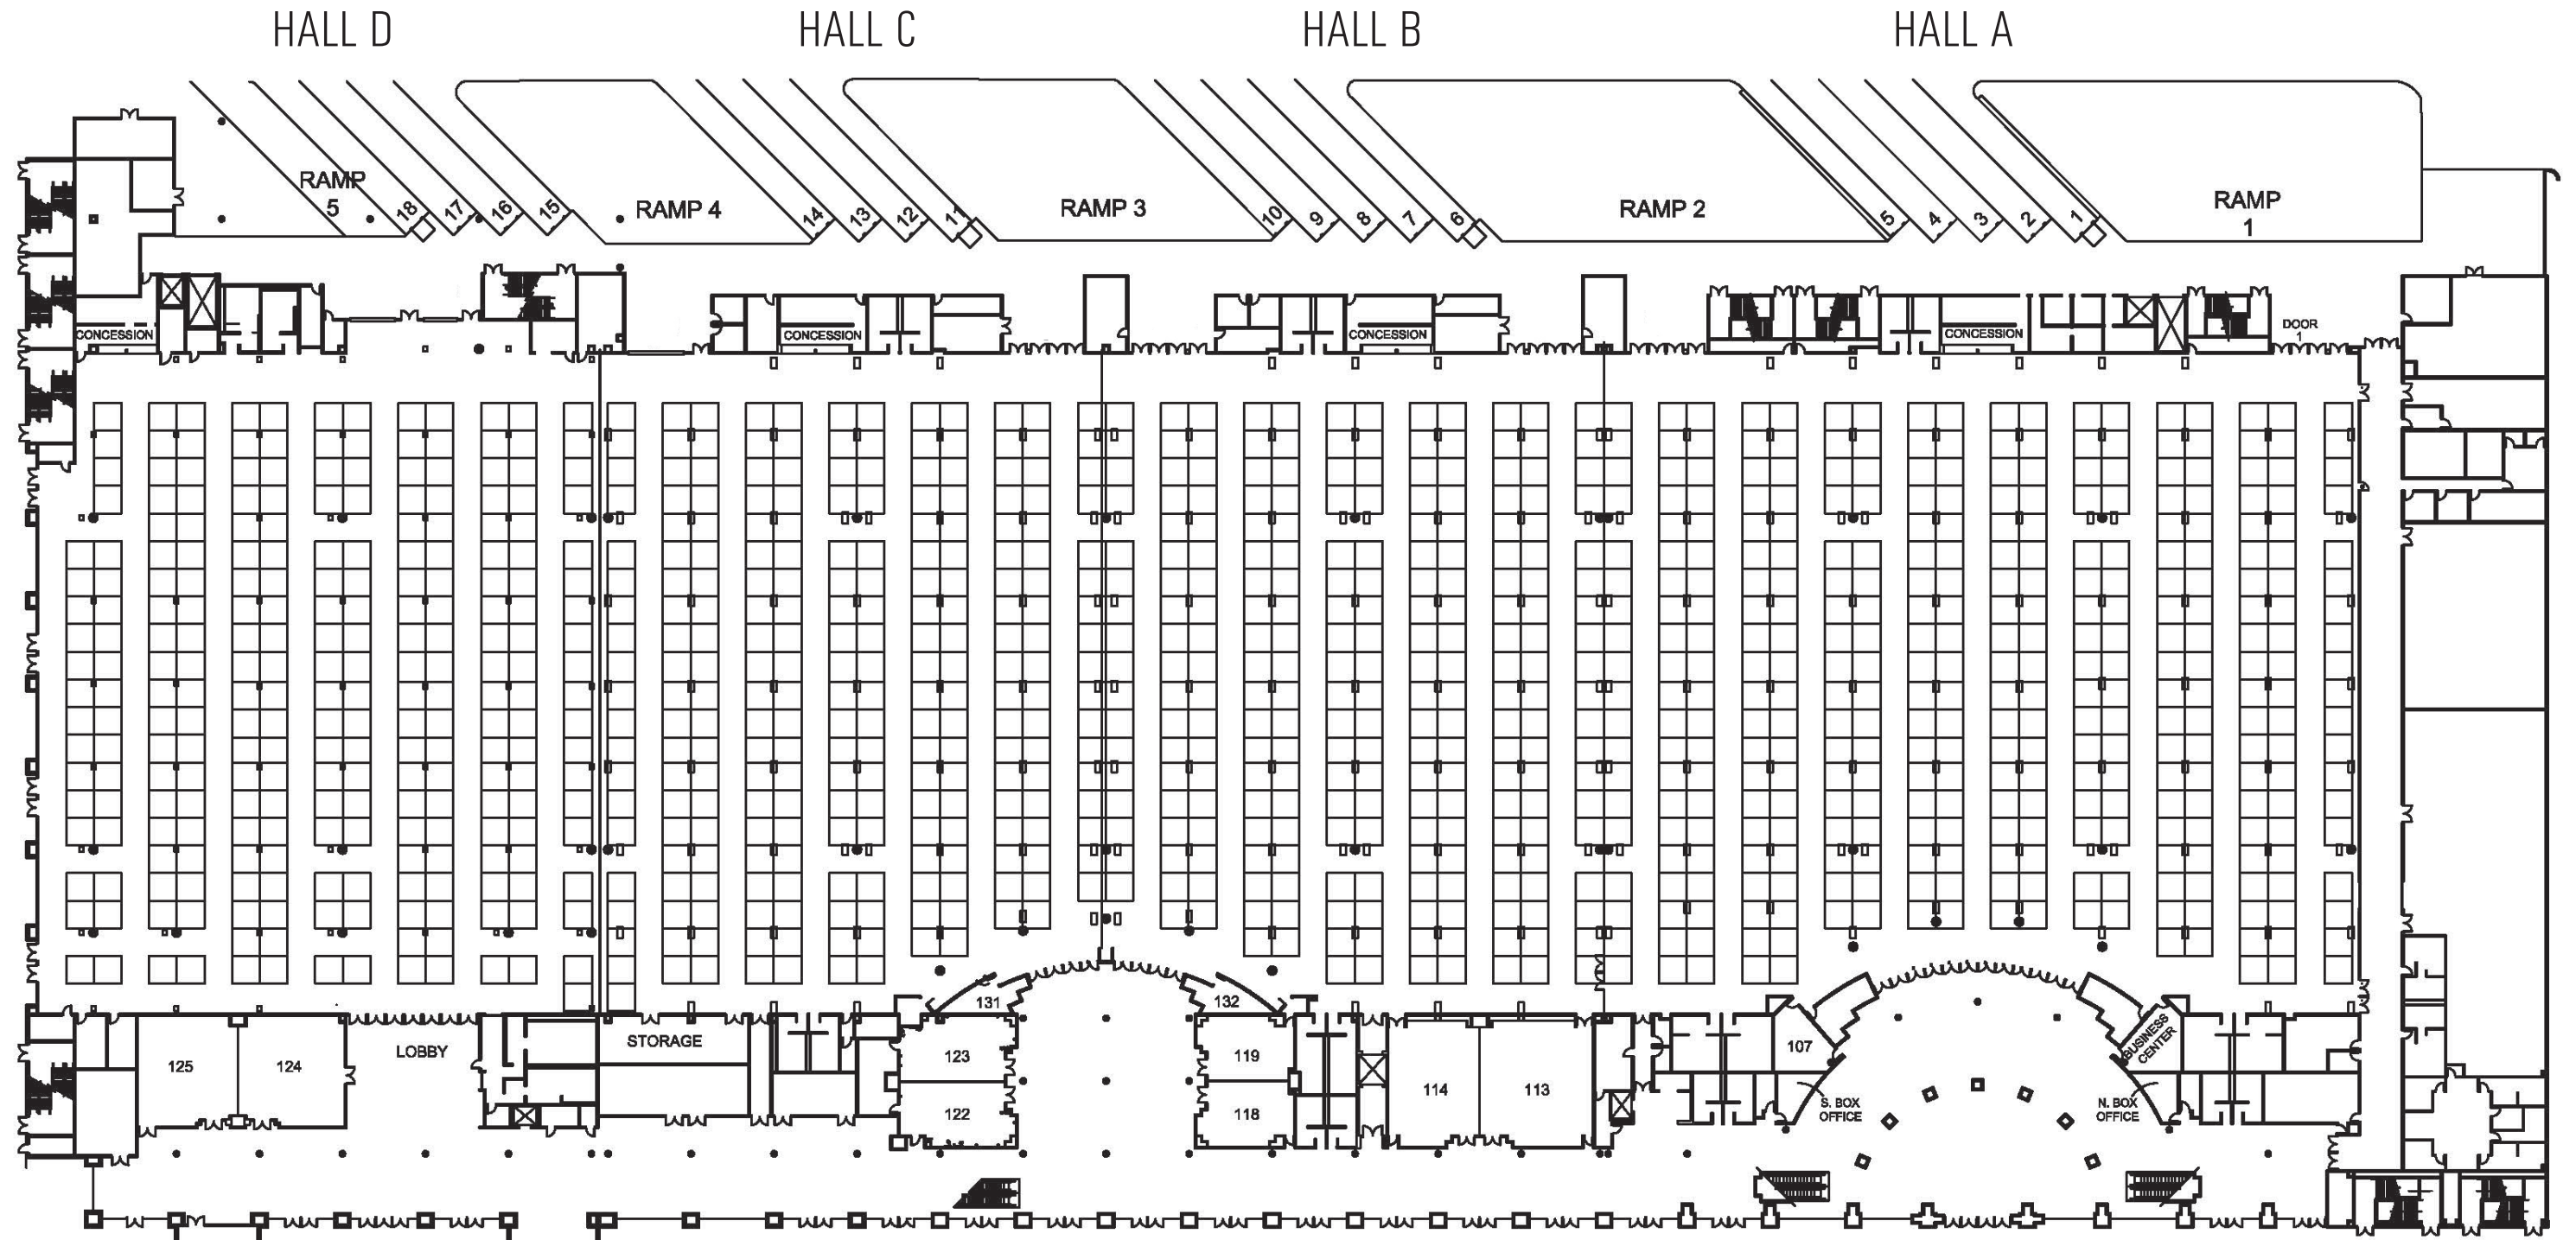 HALL D
HALL C
HALL B
HALL A
RAMP
5
18
17
16
15
RAMP 4
14
13
12
11
RAMP 3
10
9
8
7
6
RAMP 2
5
4
3
2
1
RAMP
1
CONCESSION
CONCESSION
CONCESSION
CONCESSION
DOOR
1
125
124
LOBBY
STORAGE
131
123
122
132
119
118
114
113
107
S. BOX
OFFICE
N. BOX
OFFICE
BUSINESS
CENTER